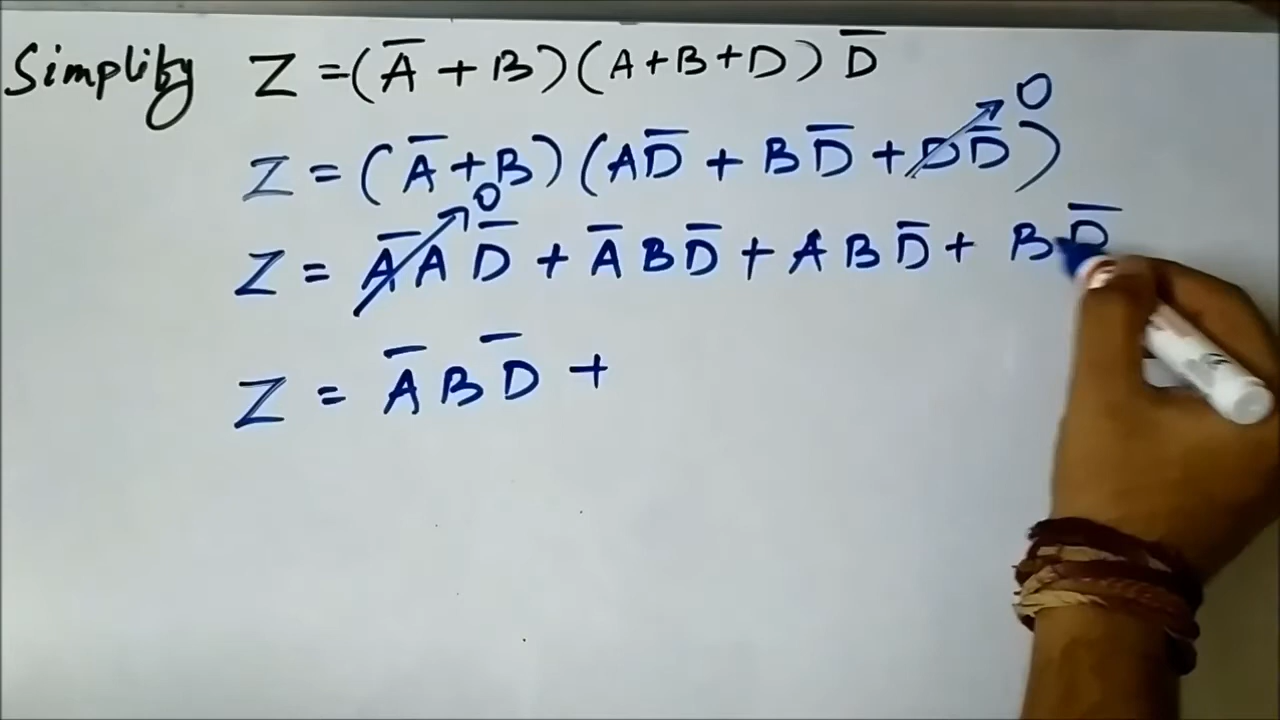 Simplify Z = (A̅ + B) (A + B + D) D̅
Z = (A̅ + B) (AD̅ + BD̅ + DD̅) 0
Z = A̅AD̅ 0 + A̅BD̅ + ABD̅ + BD̅
Z = A̅BD̅ +